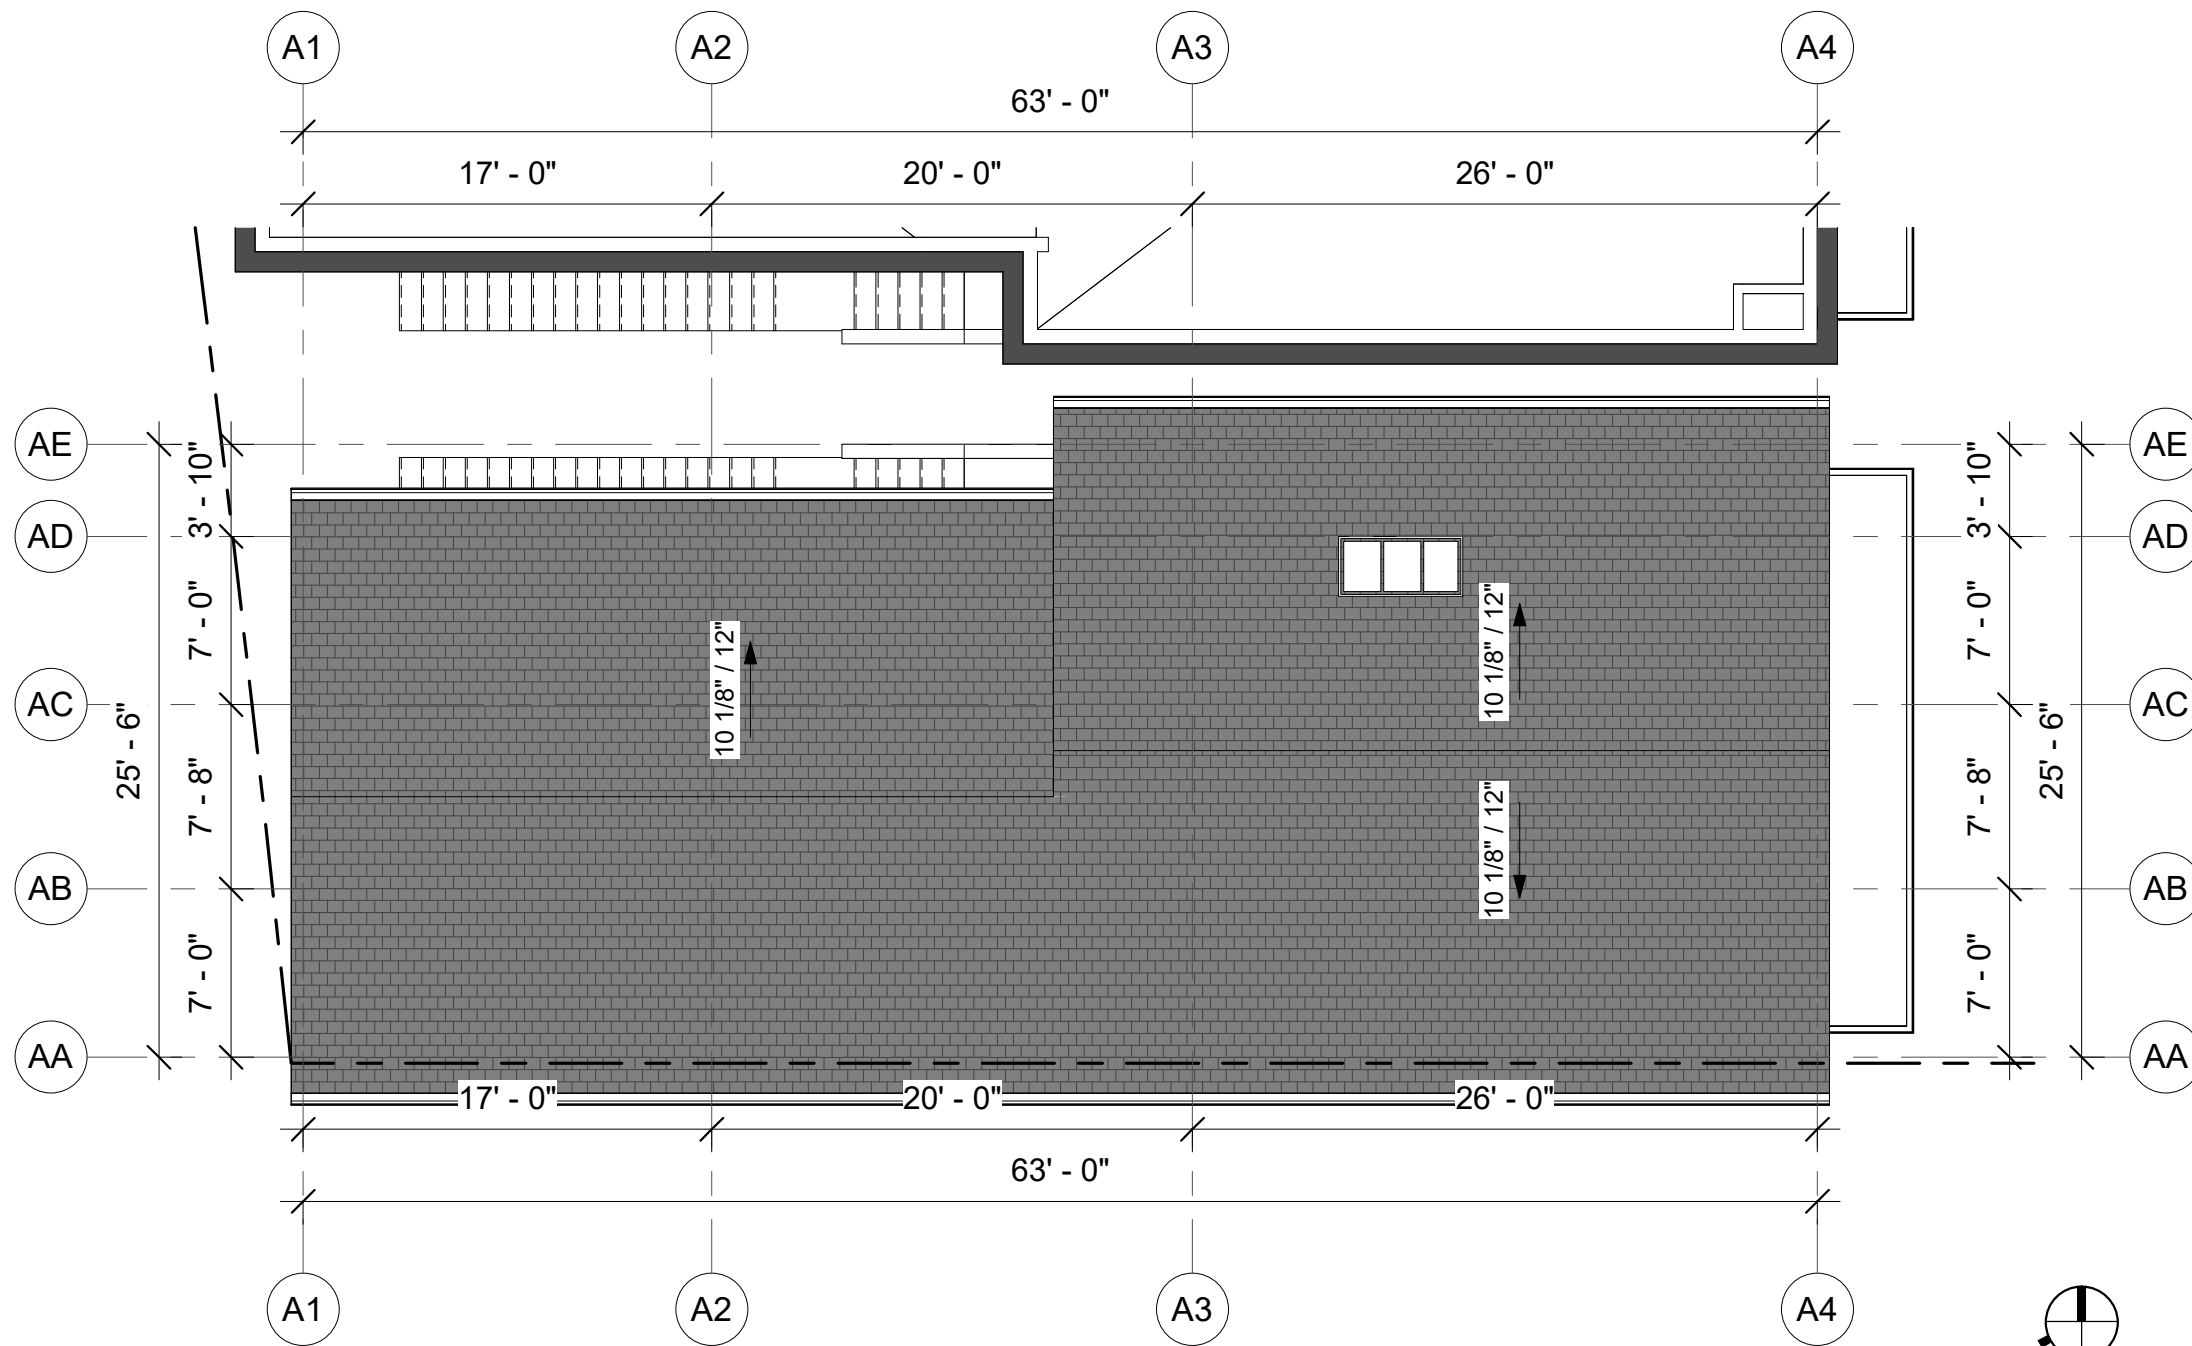 A1 A2 A3 A4
63' - 0"
17' - 0" 20' - 0" 26' - 0"
AE AE
3' - 10" 3' - 10"
AD AD
7' - 0" 7' - 0"
10 1/8" / 12" 10 1/8" / 12"
AC AC
25' - 6" 25' - 6"
7' - 8" 7' - 8"
10 1/8" / 12"
AB AB
7' - 0" 7' - 0"
AA AA
17' - 0" 20' - 0" 26' - 0"
63' - 0"
A1 A2 A3 A4